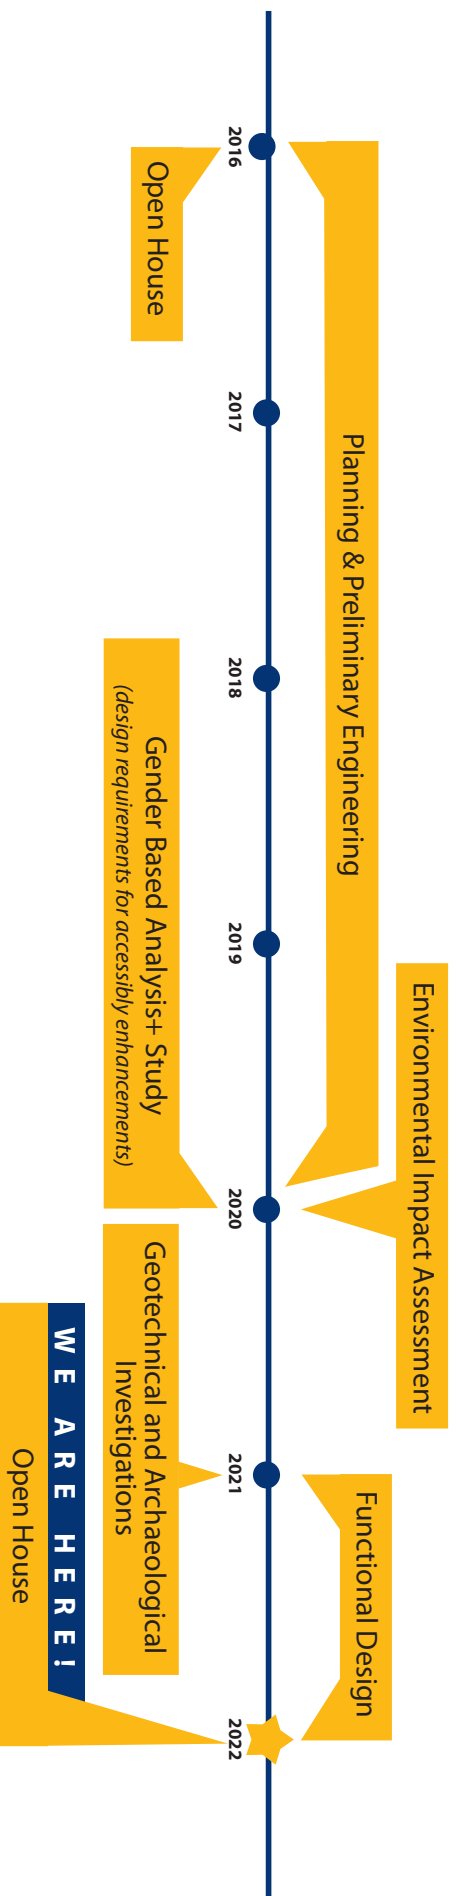 Environmental Impact Assessment
Planning & Preliminary Engineering
Functional Design
2016
2017
2018
2019
2020
2021
2022
Open House
Gender Based Analysis+ Study
(design requirements for accessibly enhancements)
Geotechnical and Archaeological
Investigations
WE ARE HERE!
Open House